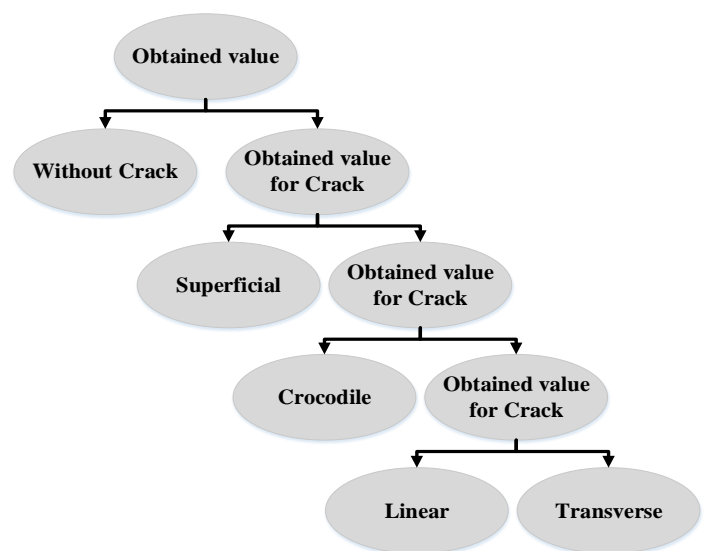 Obtained value
Without Crack
Obtained value
for Crack
Superficial
Obtained value
for Crack
Crocodile
Obtained value
for Crack
Linear
Transverse